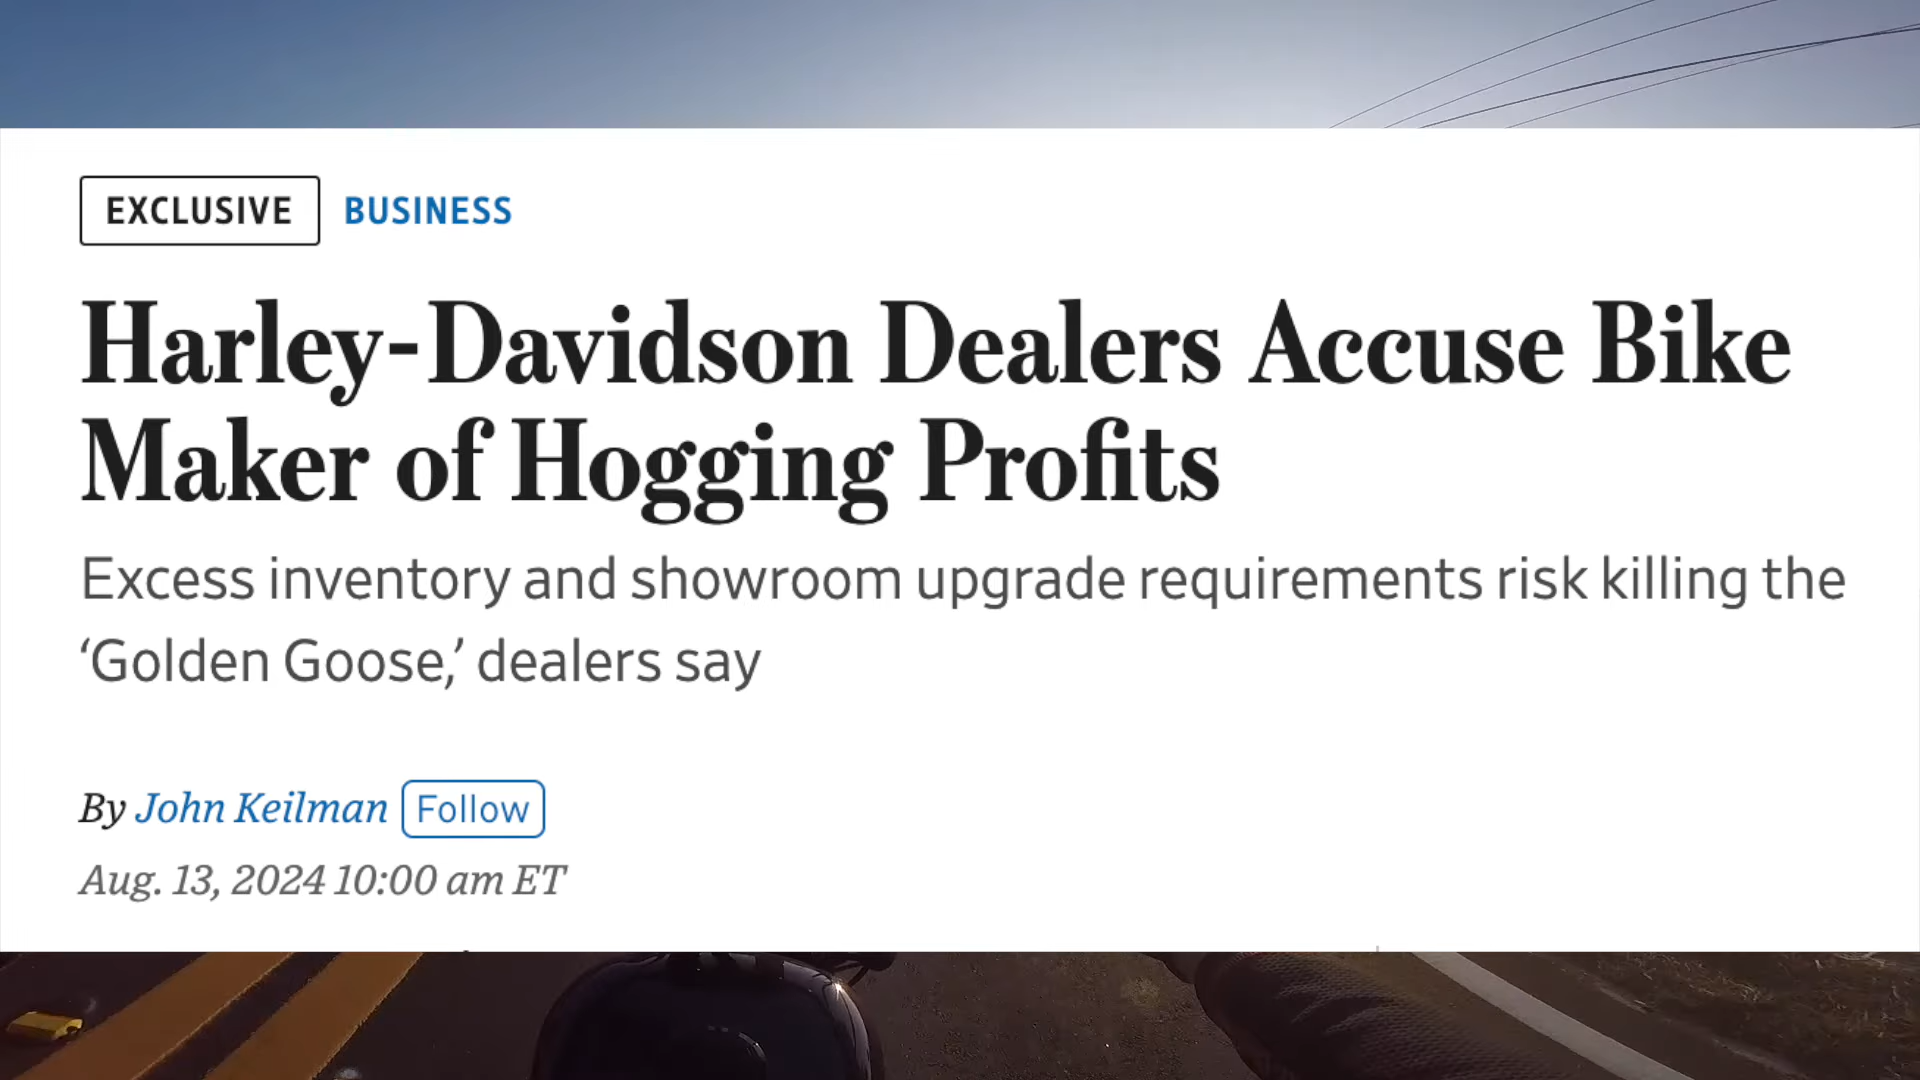 EXCLUSIVE BUSINESS
Harley-Davidson Dealers Accuse Bike
Maker of Hogging Profits
Excess inventory and showroom upgrade requirements risk killing the
‘Golden Goose,’ dealers say
By John Keilman Follow
Aug. 13, 2024 10:00 am ET